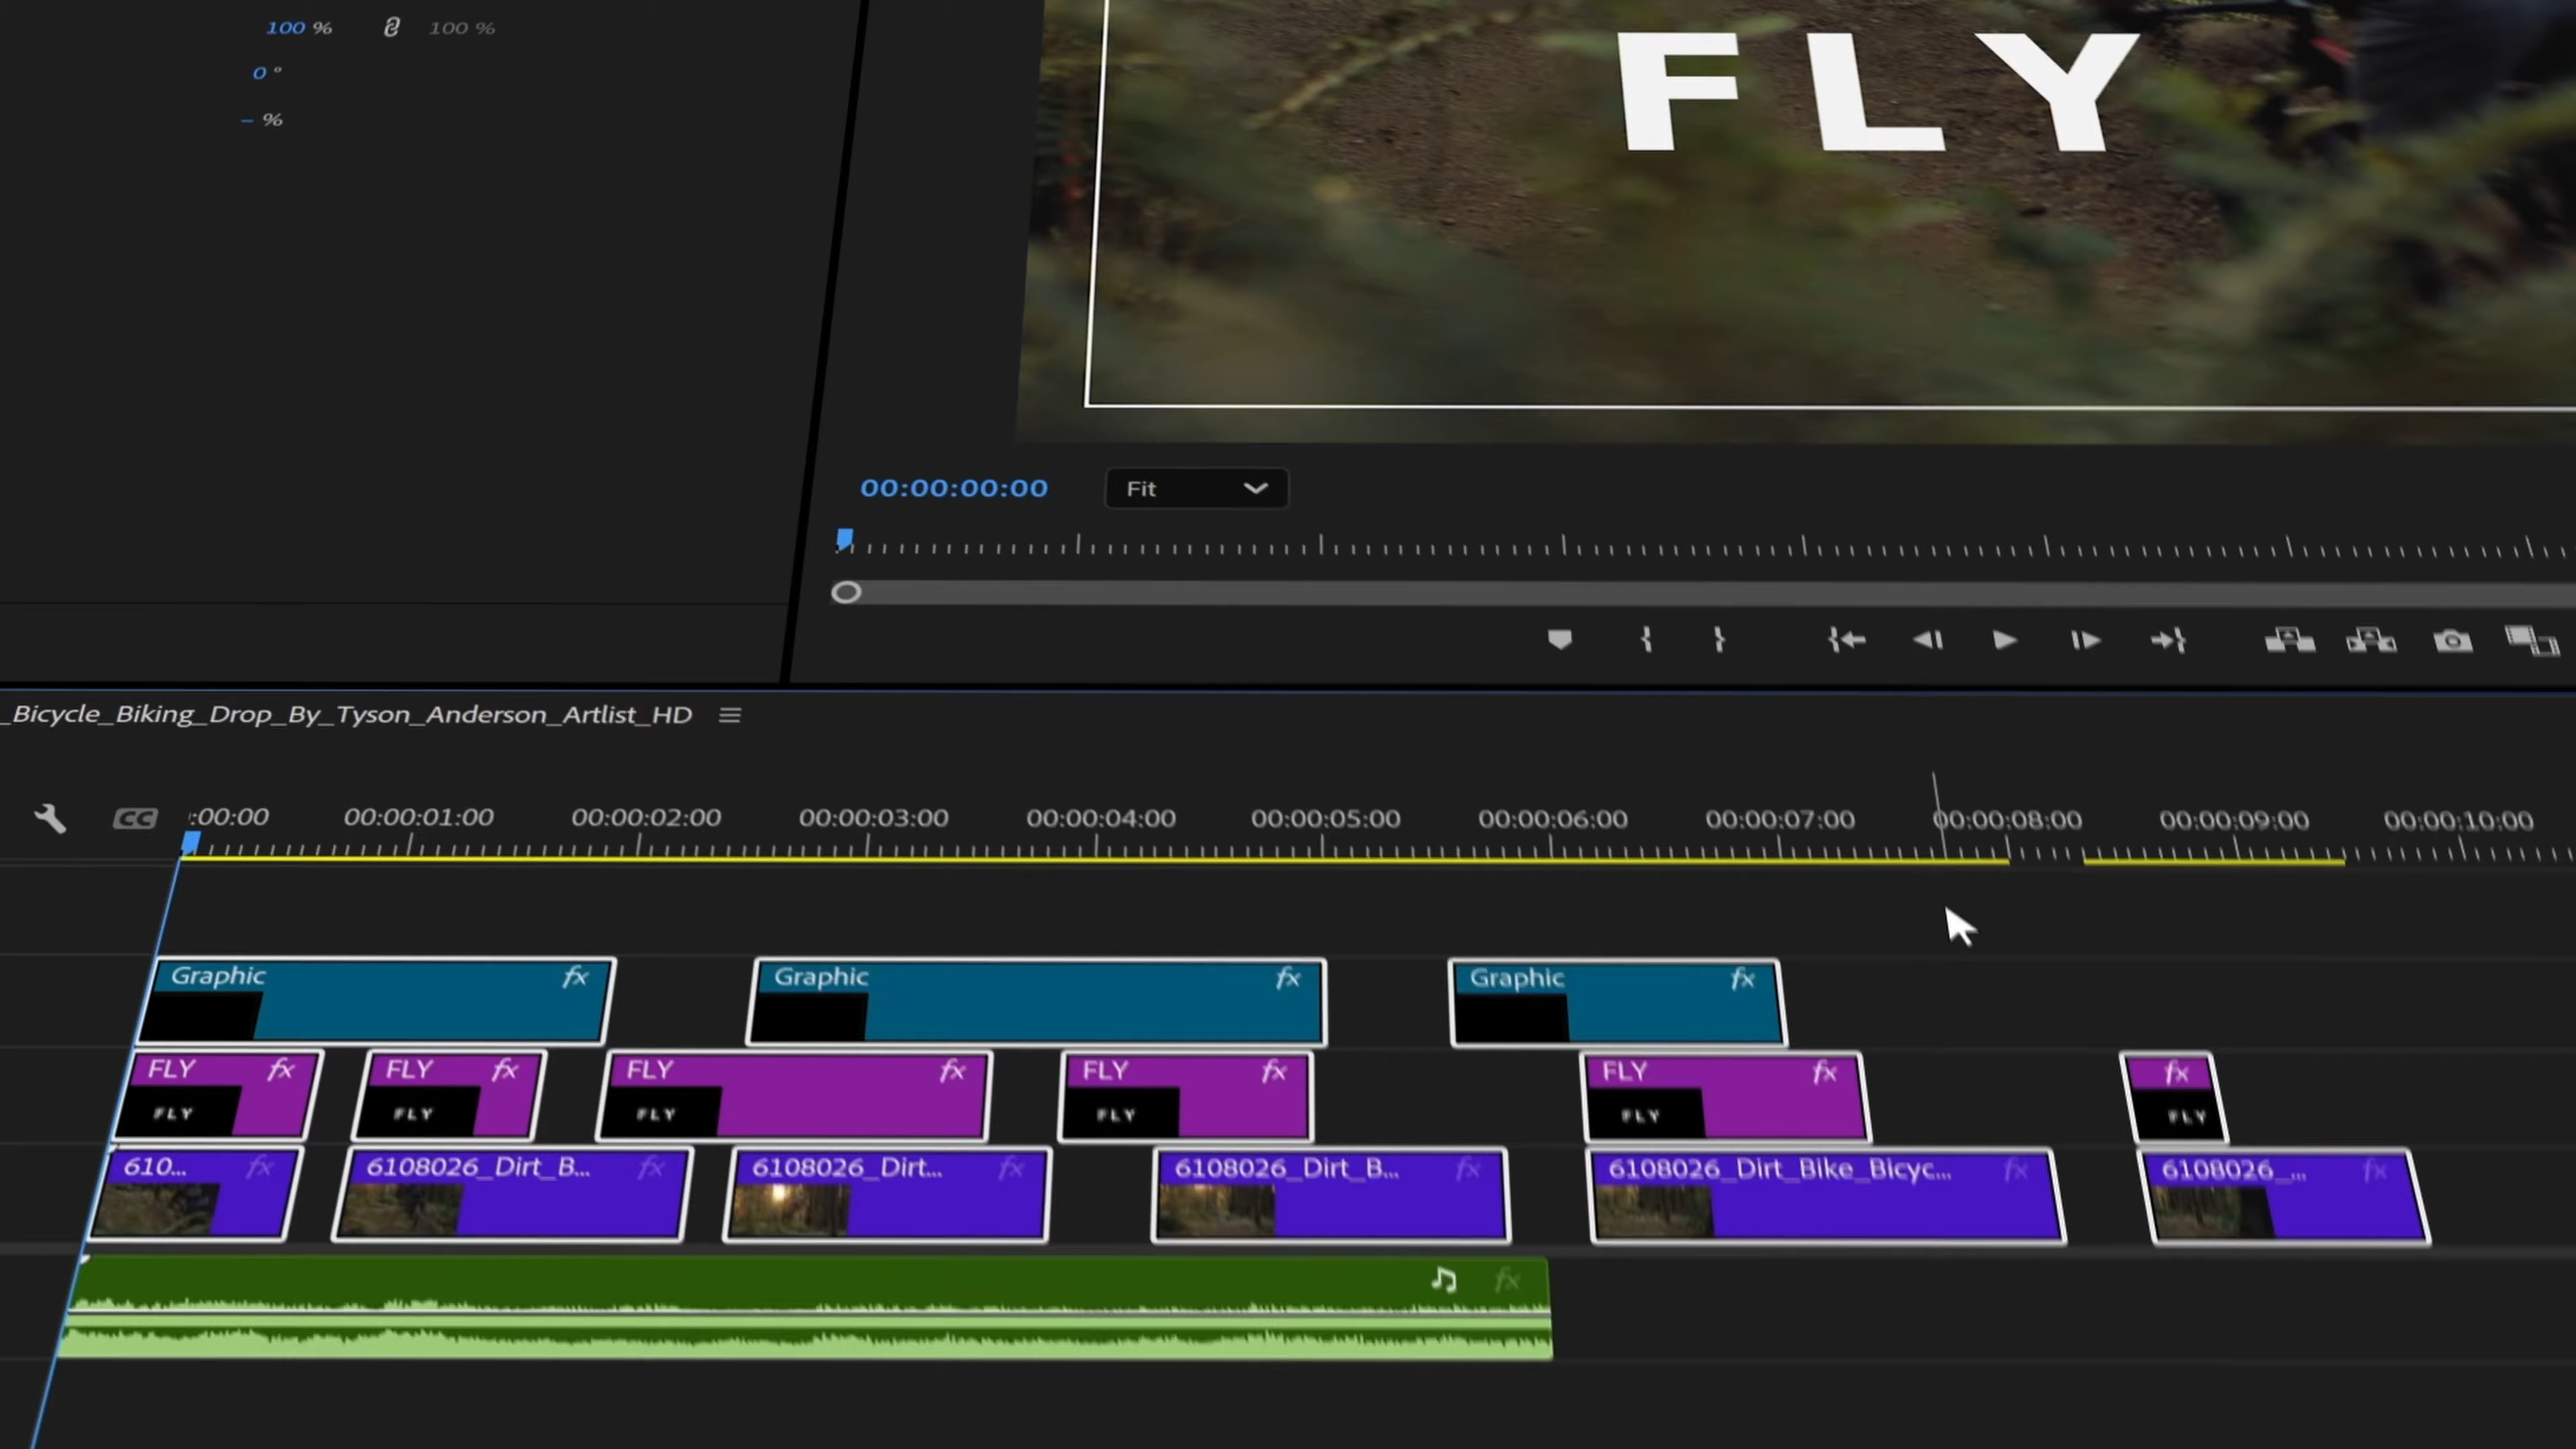 100 % 100 %
0 °
– %
FLY
00:00:00:00 Fit
_Bicycle_Biking_Drop_By_Tyson_Anderson_Artlist_HD
CC :00:00 00:00:01:00 00:00:02:00 00:00:03:00 00:00:04:00 00:00:05:00 00:00:06:00 00:00:07:00 00:00:08:00 00:00:09:00 00:00:10:00
Graphic fx Graphic fx Graphic fx
FLY fx FLY fx FLY fx FLY fx FLY fx fx
FLY FLY FLY FLY FLY FLY
610... fx 6108026_Dirt_B... fx 6108026_Dirt... fx 6108026_Dirt_B... fx 6108026_Dirt_Bike_Bicyc... fx 6108026_... fx
fx